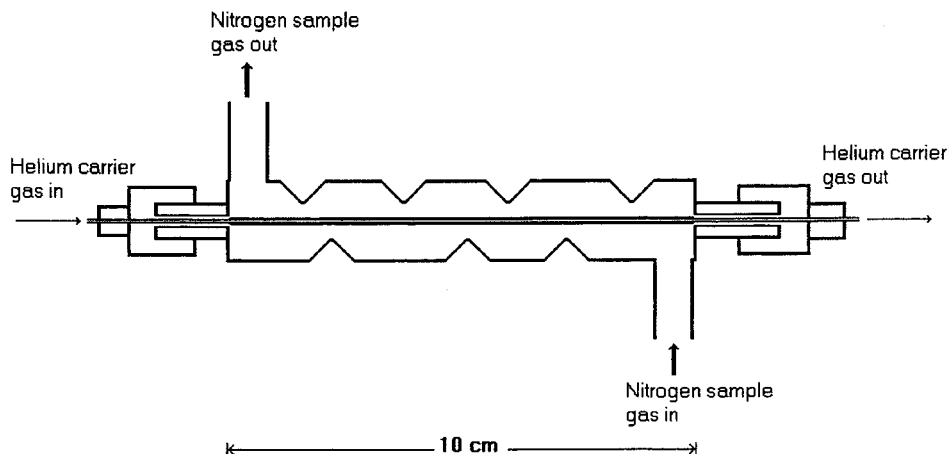 Nitrogen sample
gas out
Helium carrier
gas in
Helium carrier
gas out
Nitrogen sample
gas in
10 cm